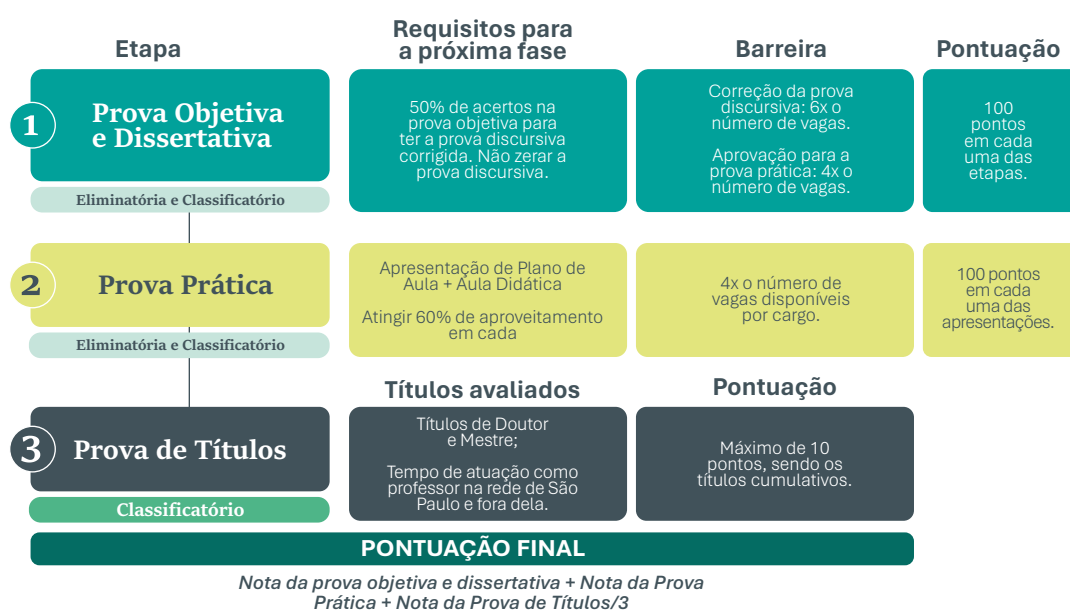 Etapa
Requisitos para
a próxima fase
Barreira
Pontuação
1
Prova Objetiva
e Dissertativa
Eliminatória e Classificatório
50% de acertos na
prova objetiva para
ter a prova discursiva
corrigida. Não zerar a
prova discursiva.
Correção da prova
discursiva: 6x o
número de vagas.
Aprovação para a
prova prática: 4x o
número de vagas.
100
pontos
em cada
uma das
etapas.
2
Prova Prática
Eliminatória e Classificatório
Apresentação de Plano de
Aula + Aula Didática
Atingir 60% de aproveitamento
em cada
4x o número de
vagas disponíveis
por cargo.
100 pontos
em cada
uma das
apresentações.
Títulos avaliados
Pontuação
3
Prova de Títulos
Classificatório
Títulos de Doutor
e Mestre;
Tempo de atuação como
professor na rede de São
Paulo e fora dela.
Máximo de 10
pontos, sendo os
títulos cumulativos.
PONTUAÇÃO FINAL
Nota da prova objetiva e dissertativa + Nota da Prova
Prática + Nota da Prova de Títulos/3